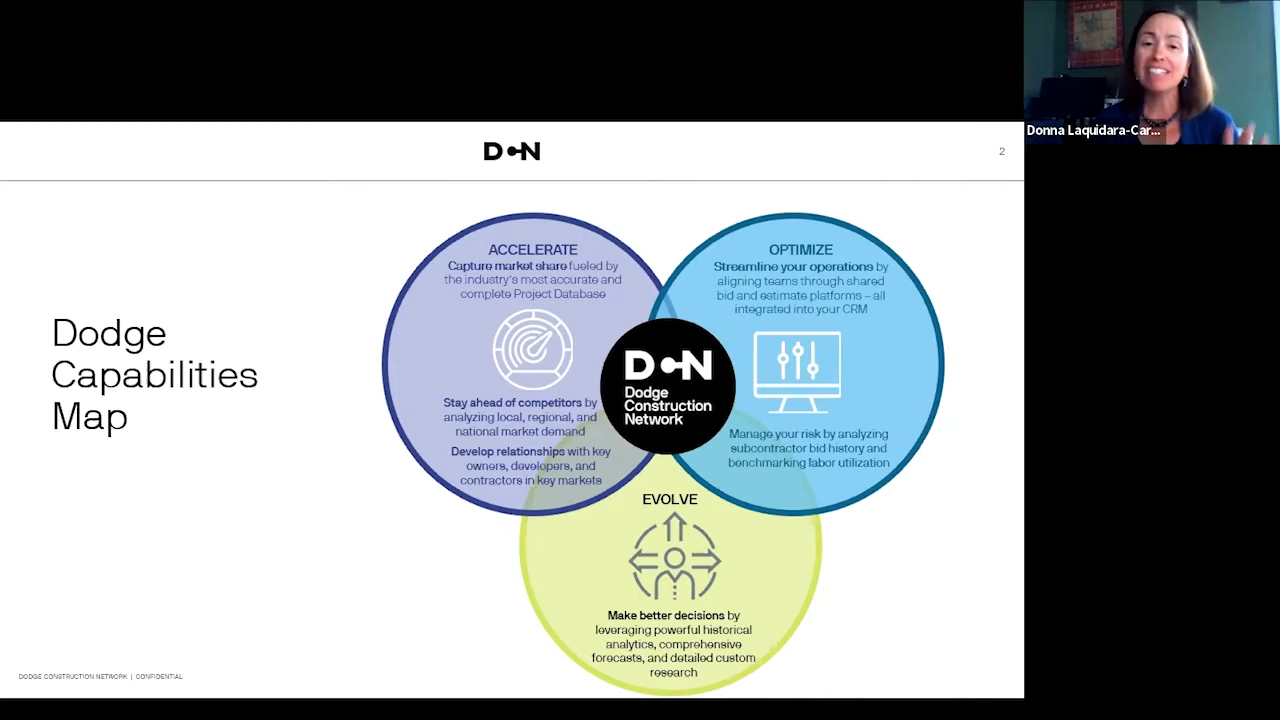 D N
2
Dodge
Capabilities
Map
ACCELERATE
Capture market share fueled by
the industry's most accurate and
complete Project Database
Stay ahead of competitors by
analyzing local, regional, and
national market demand
Develop relationships with key
owners, developers, and
contractors in key markets
OPTIMIZE
Streamline your operations by
aligning teams through shared
bid and estimate platforms – all
integrated into your CRM
Manage your risk by analyzing
subcontractor bid history and
benchmarking labor utilization
DCN
Dodge
Construction
Network
EVOLVE
Make better decisions by
leveraging powerful historical
analytics, comprehensive
forecasts, and detailed custom
research
DODGE CONSTRUCTION NETWORK | CONFIDENTIAL
Donna Laquidara-Car...